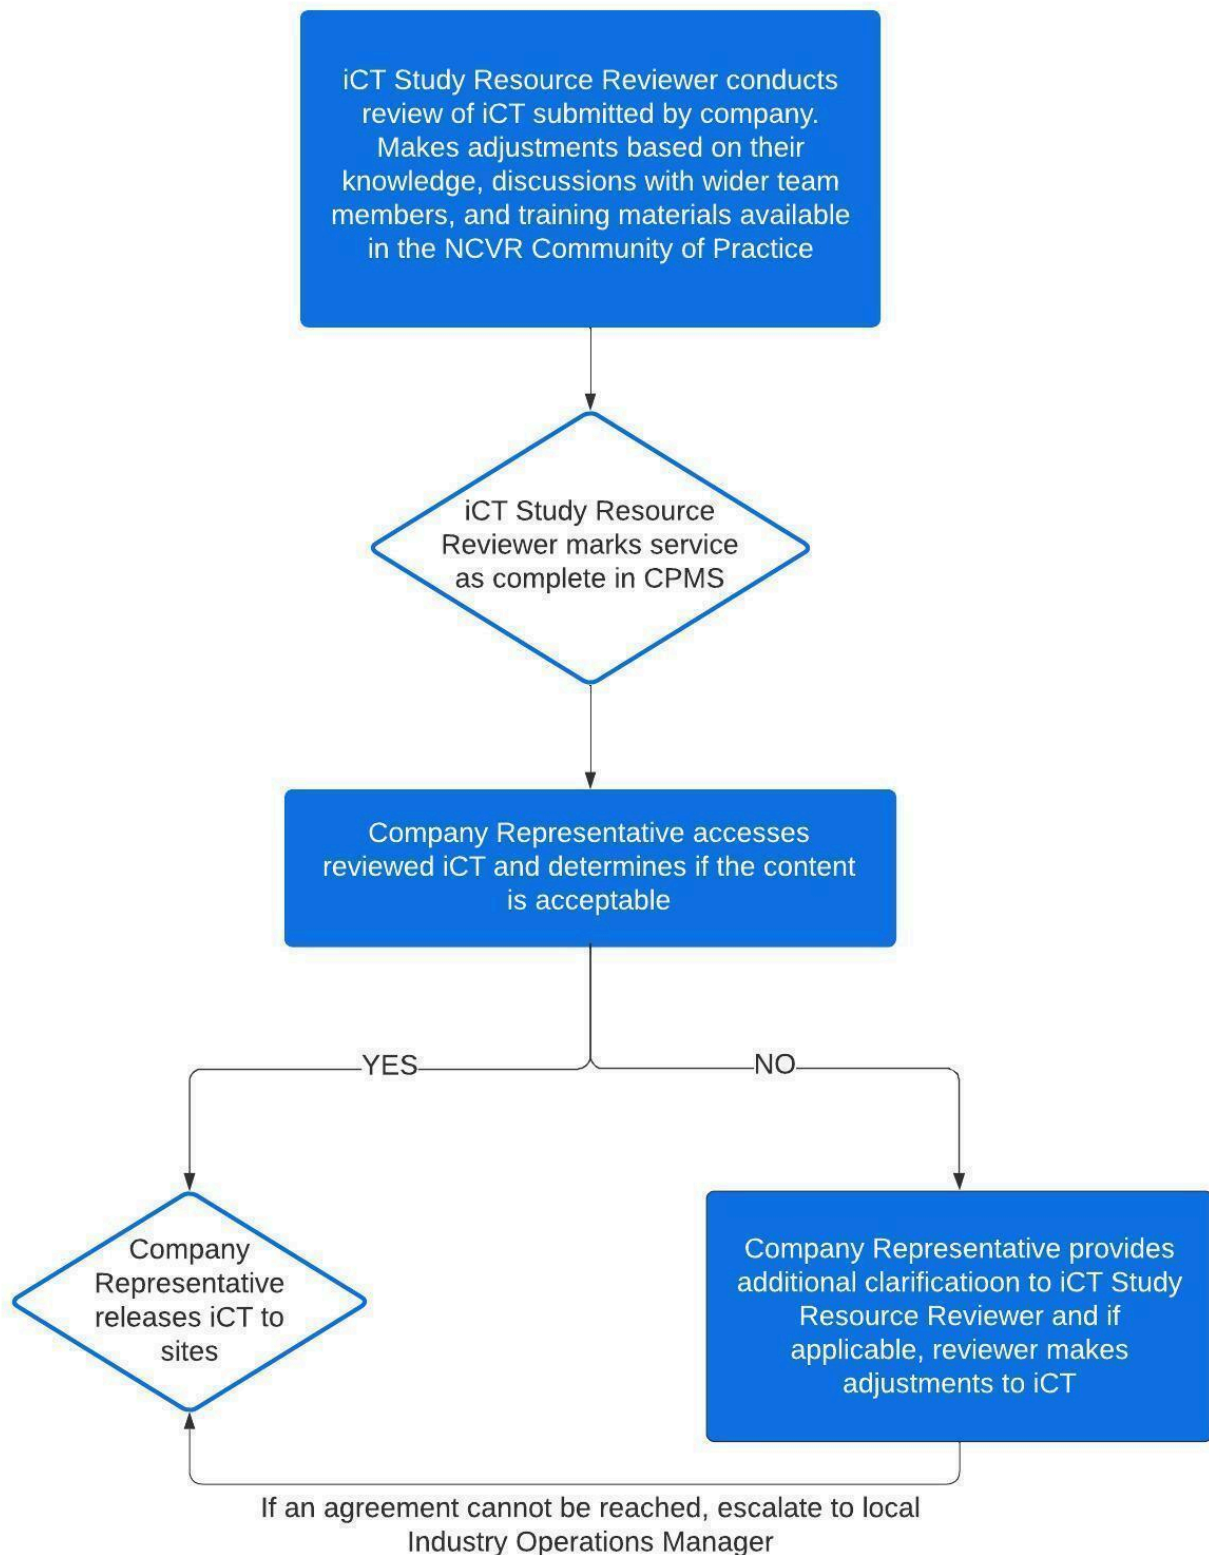 iCT Study Resource Reviewer conducts
review of iCT submitted by company.
Makes adjustments based on their
knowledge, discussions with wider team
members, and training materials available
in the NCVR Community of Practice
iCT Study Resource
Reviewer marks service
as complete in CPMS
Company Representative accesses
reviewed iCT and determines if the content
is acceptable
YES
NO
Company
Representative
releases iCT to
sites
Company Representative provides
additional clarificatioon to iCT Study
Resource Reviewer and if
applicable, reviewer makes
adjustments to iCT
If an agreement cannot be reached, escalate to local
Industry Operations Manager